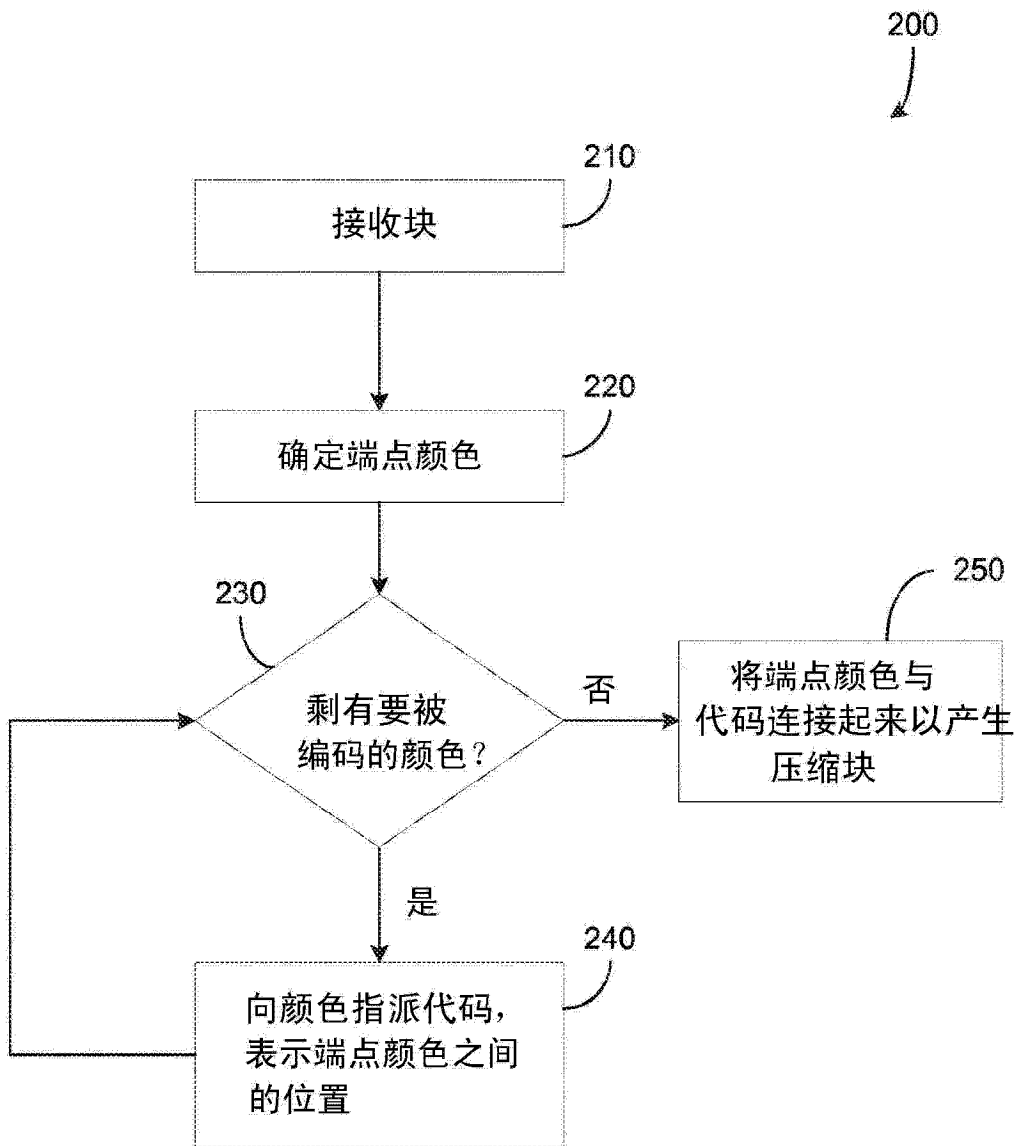 200
210
接收块
220
确定端点颜色
230
剩有要被
编码的颜色？
否
250
将端点颜色与
代码连接起来以产生
压缩块
是
240
向颜色指派代码，
表示端点颜色之间
的位置